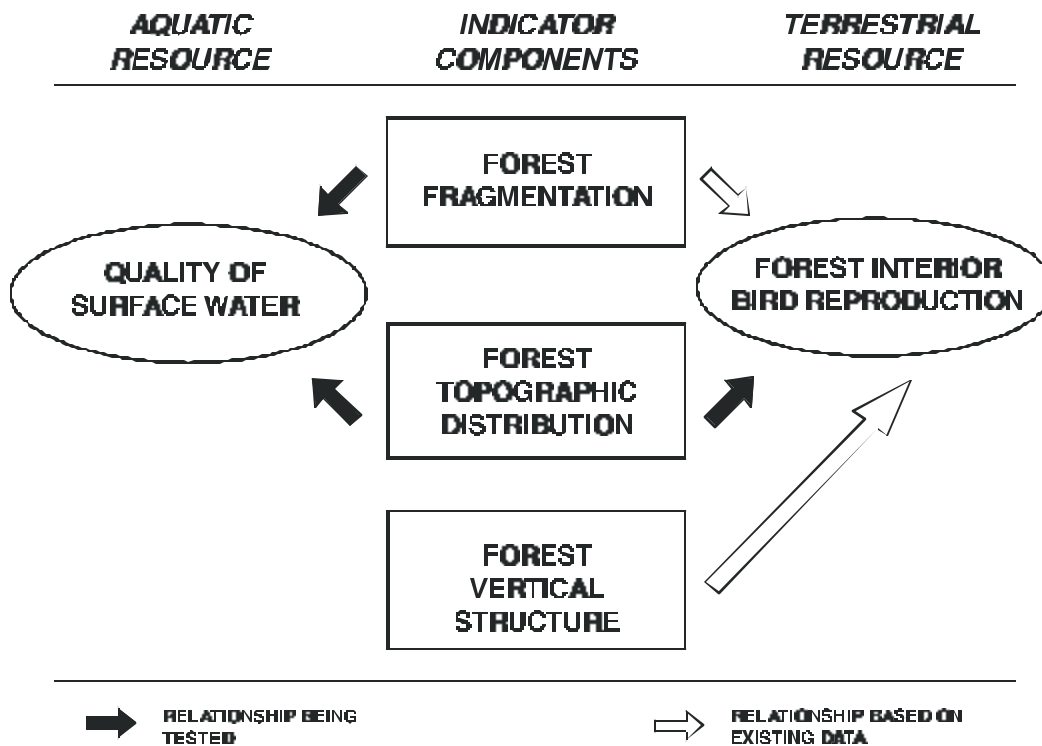 AQUATIC RESOURCE
INDICATOR COMPONENTS
TERRESTRIAL RESOURCE
FOREST
FRAGMENTATION
QUALITY OF
SURFACE WATER
FOREST INTERIOR
BIRD REPRODUCTION
FOREST
TOPOGRAPHIC
DISTRIBUTION
FOREST
VERTICAL
STRUCTURE
RELATIONSHIP BEING
TESTED
RELATIONSHIP BASED ON
EXISTING DATA